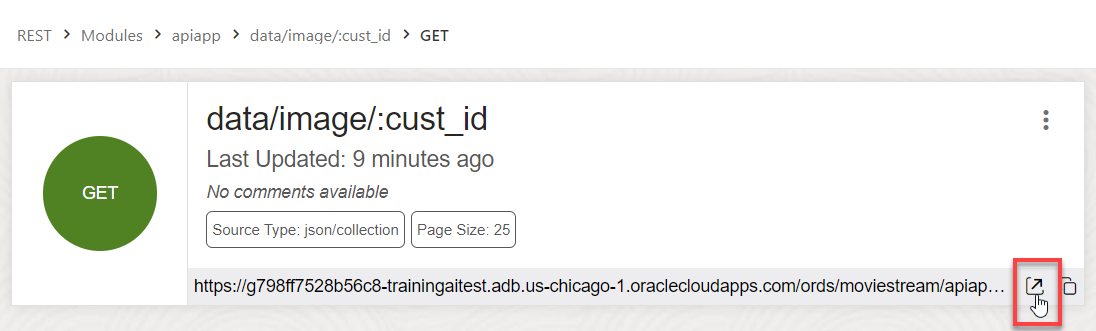 REST > Modules > apiapp > data/image/:cust_id > GET
GET
data/image/:cust_id
Last Updated: 9 minutes ago
No comments available
Source Type: json/collection Page Size: 25
https://g798ff7528b56c8-trainingaitest.adb.us-chicago-1.oraclecloudapps.com/ords/moviestream/apiap…